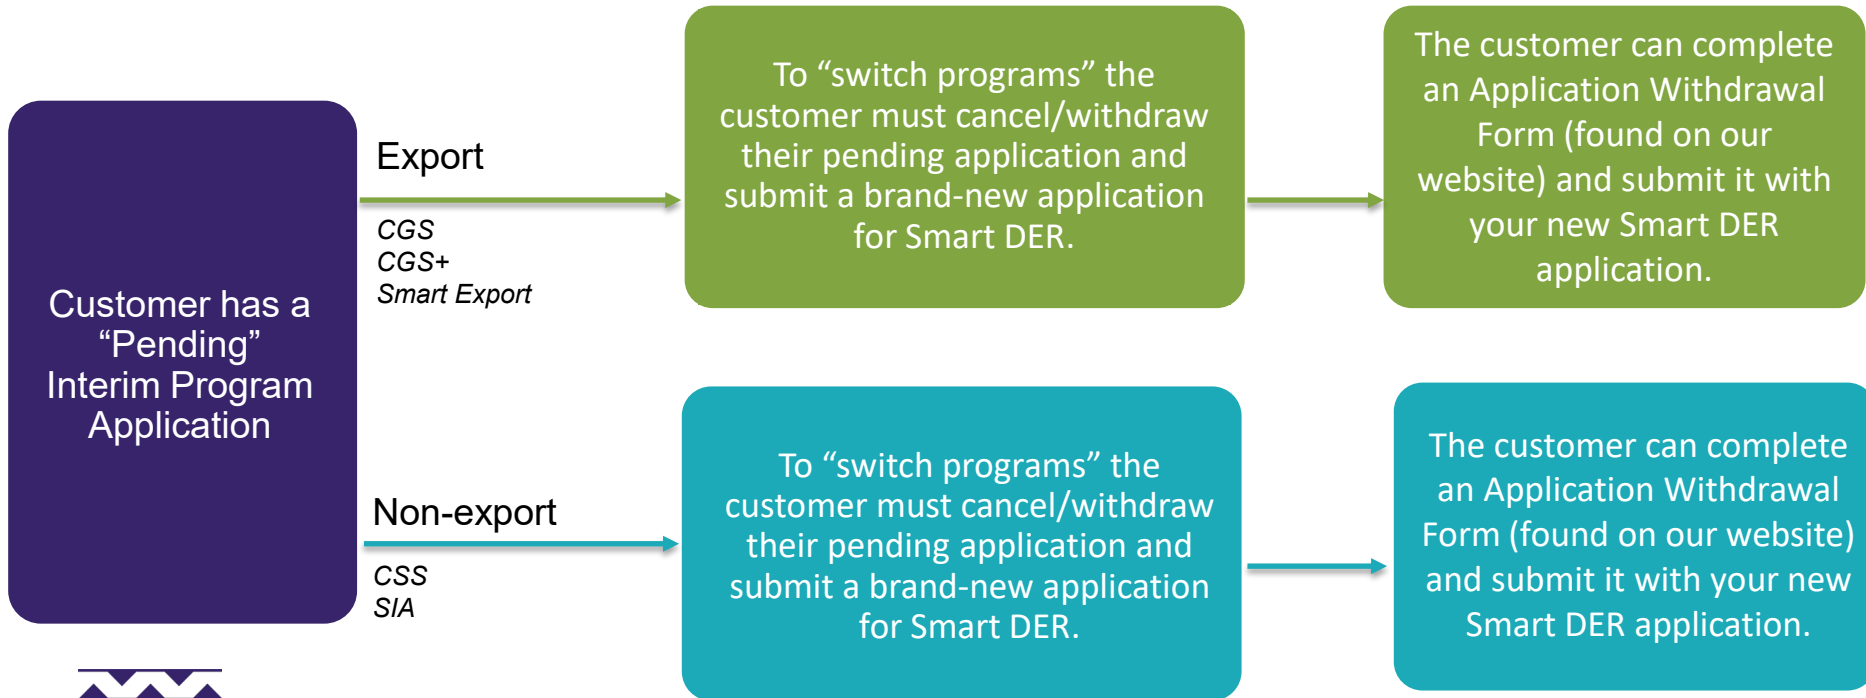 Customer has a
“Pending”
Interim Program
Application
Export
CGS
CGS+
Smart Export
To “switch programs” the
customer must cancel/withdraw
their pending application and
submit a brand-new application
for Smart DER.
The customer can complete
an Application Withdrawal
Form (found on our
website) and submit it with
your new Smart DER
application.
Non-export
CSS
SIA
To “switch programs” the
customer must cancel/withdraw
their pending application and
submit a brand-new application
for Smart DER.
The customer can complete
an Application Withdrawal
Form (found on our website)
and submit it with your new
Smart DER application.